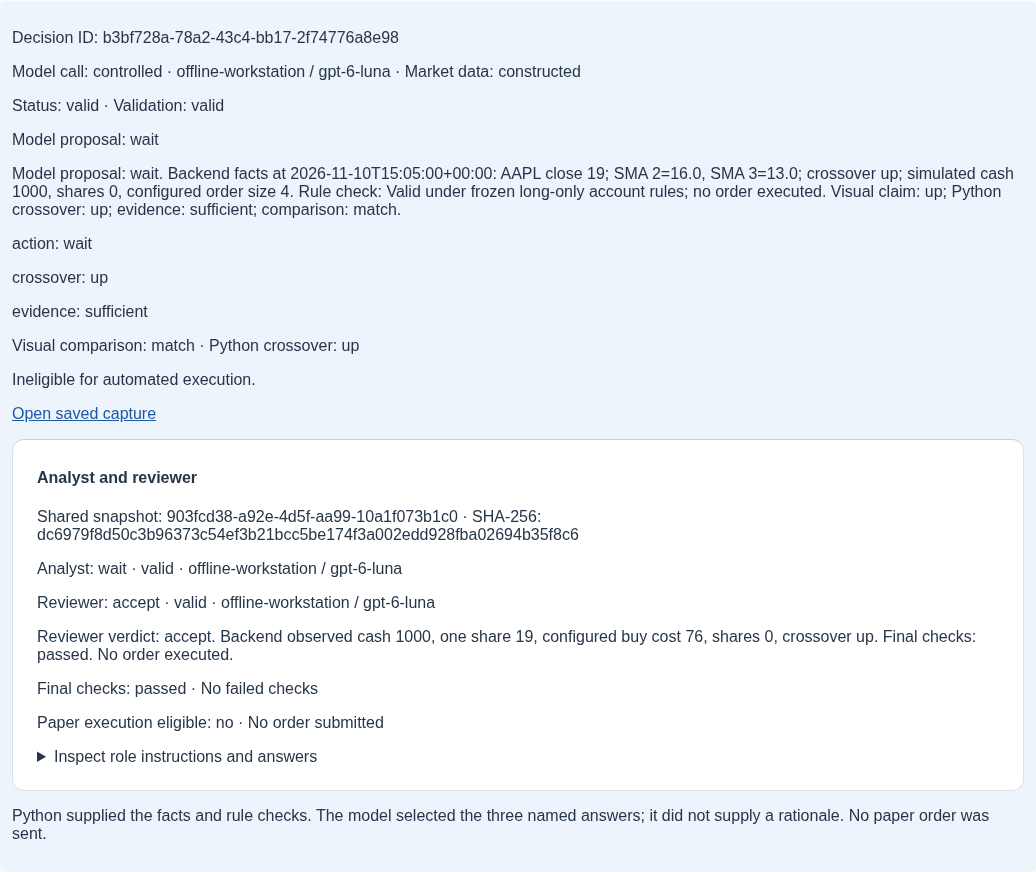 Decision ID: b3bf728a-78a2-43c4-bb17-2f74776a8e98
Model call: controlled · offline-workstation / gpt-6-luna · Market data: constructed
Status: valid · Validation: valid
Model proposal: wait
Model proposal: wait. Backend facts at 2026-11-10T15:05:00+00:00: AAPL close 19; SMA 2=16.0, SMA 3=13.0; crossover up; simulated cash
1000, shares 0, configured order size 4. Rule check: Valid under frozen long-only account rules; no order executed. Visual claim: up; Python
crossover: up; evidence: sufficient; comparison: match.
action: wait
crossover: up
evidence: sufficient
Visual comparison: match · Python crossover: up
Ineligible for automated execution.
Open saved capture
Analyst and reviewer
Shared snapshot: 903fcd38-a92e-4d5f-aa99-10a1f073b1c0 · SHA-256:
dc6979f8d50c3b96373c54ef3b21bcc5be174f3a002edd928fba02694b35f8c6
Analyst: wait · valid · offline-workstation / gpt-6-luna
Reviewer: accept · valid · offline-workstation / gpt-6-luna
Reviewer verdict: accept. Backend observed cash 1000, one share 19, configured buy cost 76, shares 0, crossover up. Final checks:
passed. No order executed.
Final checks: passed · No failed checks
Paper execution eligible: no · No order submitted
Inspect role instructions and answers
Python supplied the facts and rule checks. The model selected the three named answers; it did not supply a rationale. No paper order was
sent.